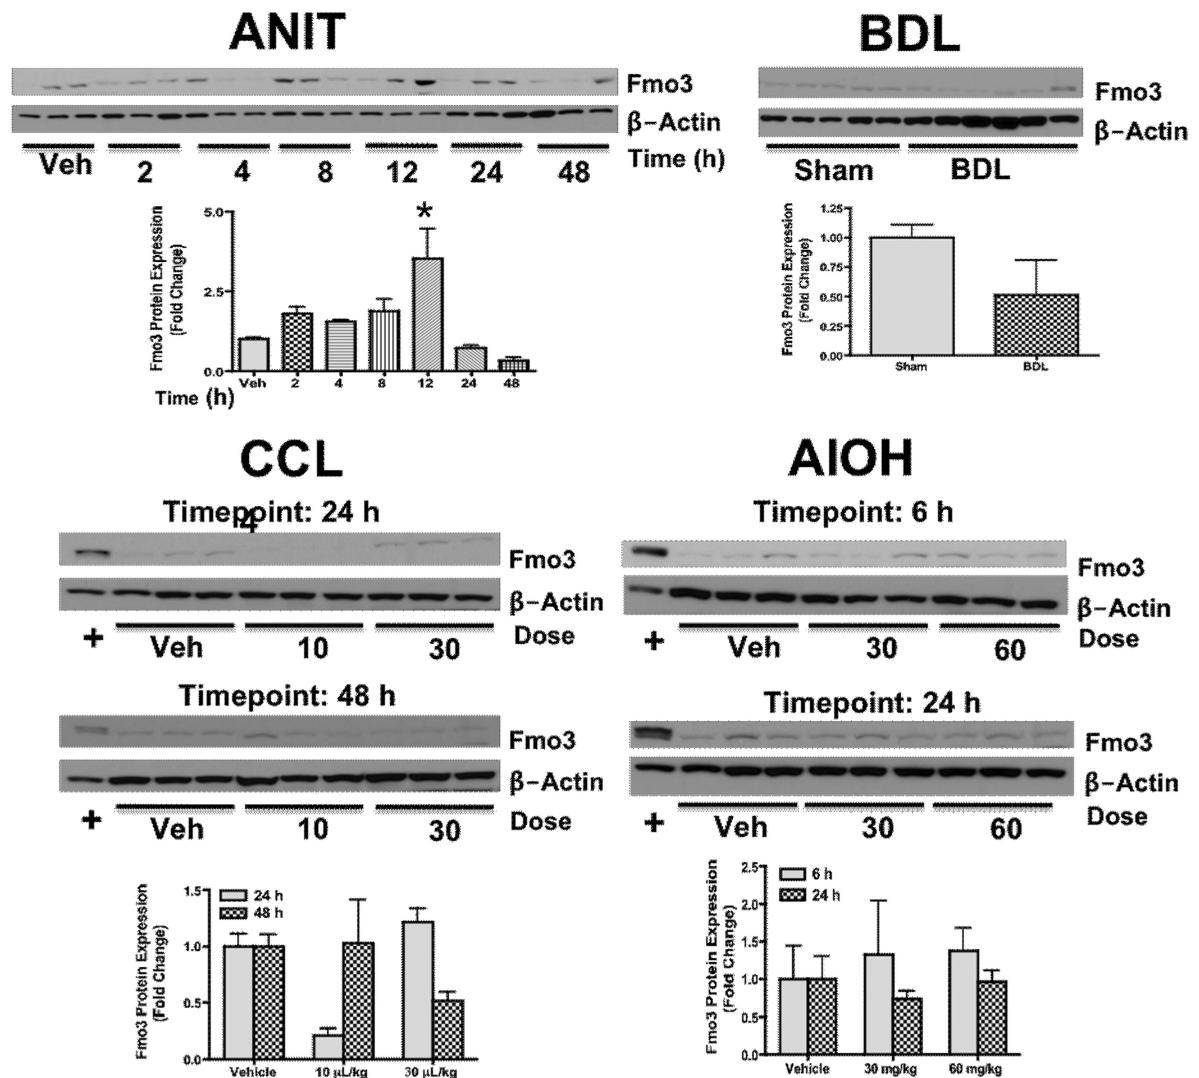 ANIT
Fmo3
β–Actin
Veh 2 4 8 12 24 48 Time (h)
Fmo3 Protein Expression
(Fold Change)
5.0
*
2.5
0.0
Veh 2 4 8 12 24 48
Time (h)
BDL
Fmo3
β–Actin
Sham BDL
Fmo3 Protein Expression
(Fold Change)
1.25
1.00
0.75
0.50
0.25
0.00
Sham BDL
CCL
4
Timepoint: 24 h
Fmo3
β–Actin
+ Veh 10 30 Dose
Timepoint: 48 h
Fmo3
β–Actin
+ Veh 10 30 Dose
Fmo3 Protein Expression
(Fold Change)
1.5
1.0
0.5
0.0
24 h
48 h
Vehicle 10 µL/kg 30 µL/kg
AlOH
Timepoint: 6 h
Fmo3
β–Actin
+ Veh 30 60 Dose
Timepoint: 24 h
Fmo3
β–Actin
+ Veh 30 60 Dose
Fmo3 Protein Expression
(Fold Change)
2.5
2.0
1.5
1.0
0.5
0.0
6 h
24 h
Vehicle 30 mg/kg 60 mg/kg